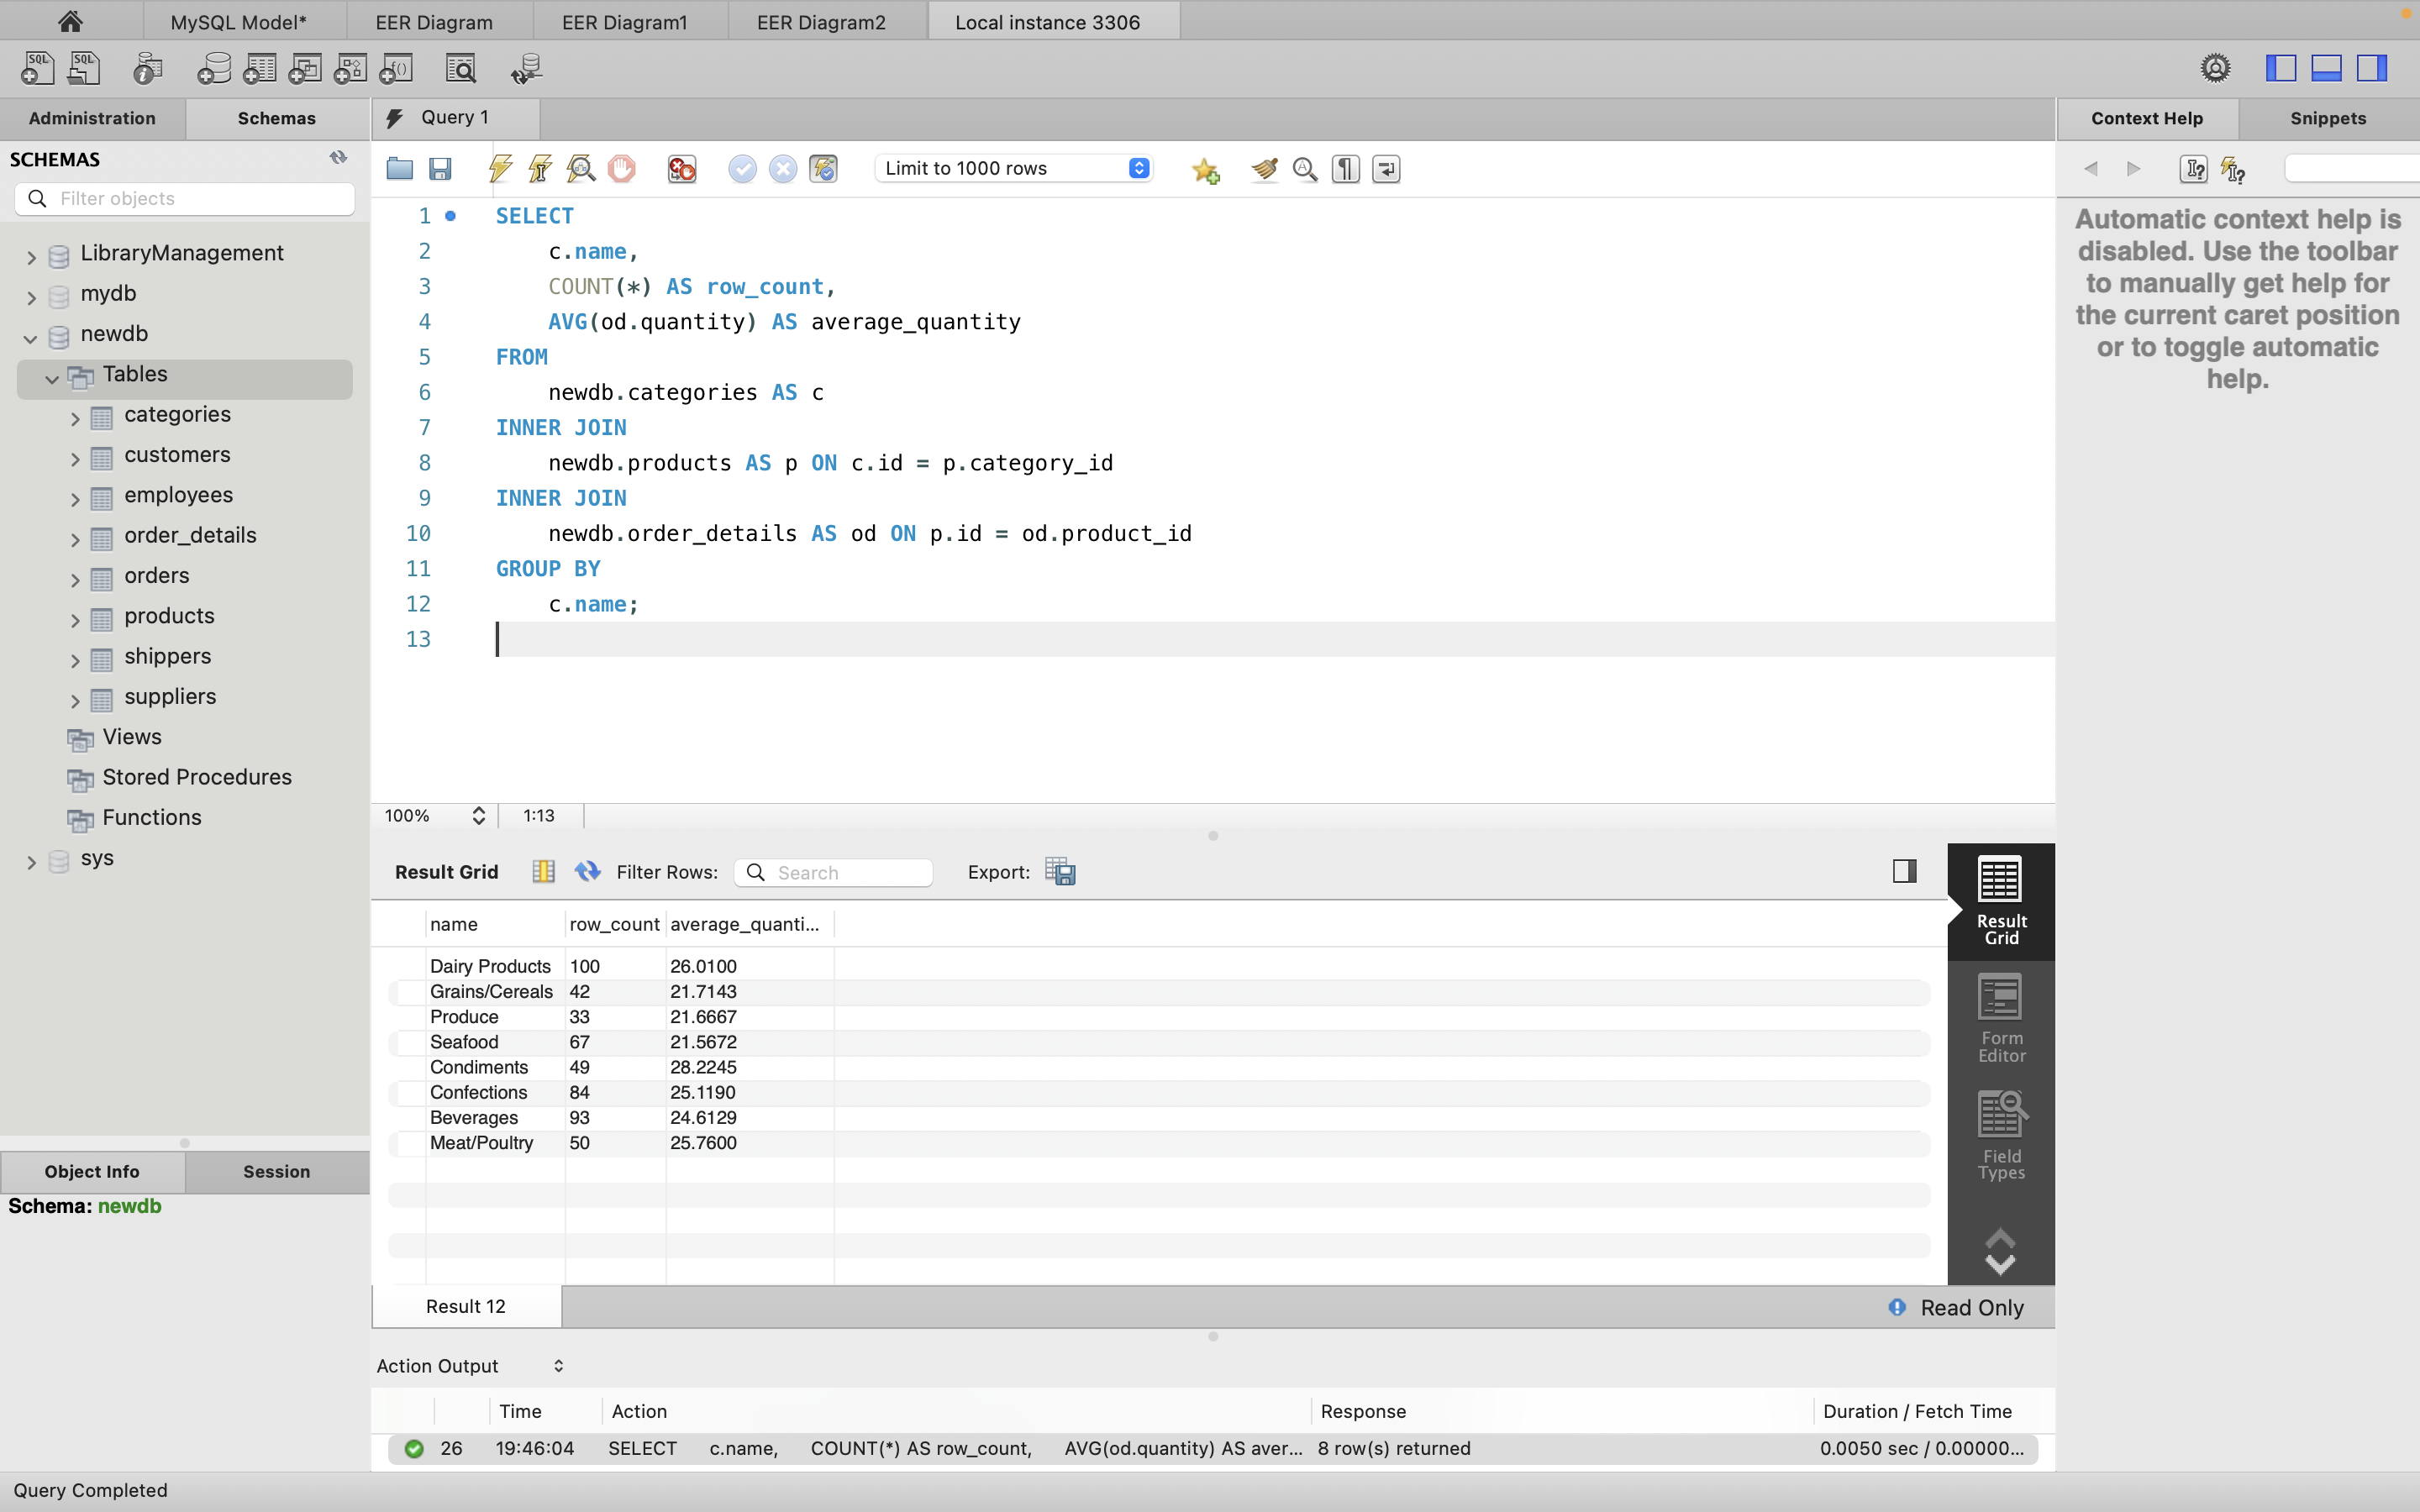 MySQL Model*
EER Diagram
EER Diagram1
EER Diagram2
Local instance 3306
SQL
SQL
Administration
Schemas
Query 1
Context Help
Snippets
SCHEMAS
Filter objects
Limit to 1000 rows
LibraryManagement
mydb
newdb
Tables
categories
customers
employees
order_details
orders
products
shippers
suppliers
Views
Stored Procedures
Functions
sys
1 SELECT
2 c.name,
3 COUNT(*) AS row_count,
4 AVG(od.quantity) AS average_quantity
5 FROM
6 newdb.categories AS c
7 INNER JOIN
8 newdb.products AS p ON c.id = p.category_id
9 INNER JOIN
10 newdb.order_details AS od ON p.id = od.product_id
11 GROUP BY
12 c.name;
13
Automatic context help is
disabled. Use the toolbar
to manually get help for
the current caret position
or to toggle automatic
help.
100%
1:13
Result Grid
Filter Rows:
Search
Export:
name row_count average_quanti...
Dairy Products 100 26.0100
Grains/Cereals 42 21.7143
Produce 33 21.6667
Seafood 67 21.5672
Condiments 49 28.2245
Confections 84 25.1190
Beverages 93 24.6129
Meat/Poultry 50 25.7600
Result
Grid
Form
Editor
Field
Types
Object Info
Session
Schema: newdb
Result 12
Read Only
Action Output
Time Action Response Duration / Fetch Time
26 19:46:04 SELECT c.name, COUNT(*) AS row_count, AVG(od.quantity) AS aver... 8 row(s) returned 0.0050 sec / 0.00000...
Query Completed